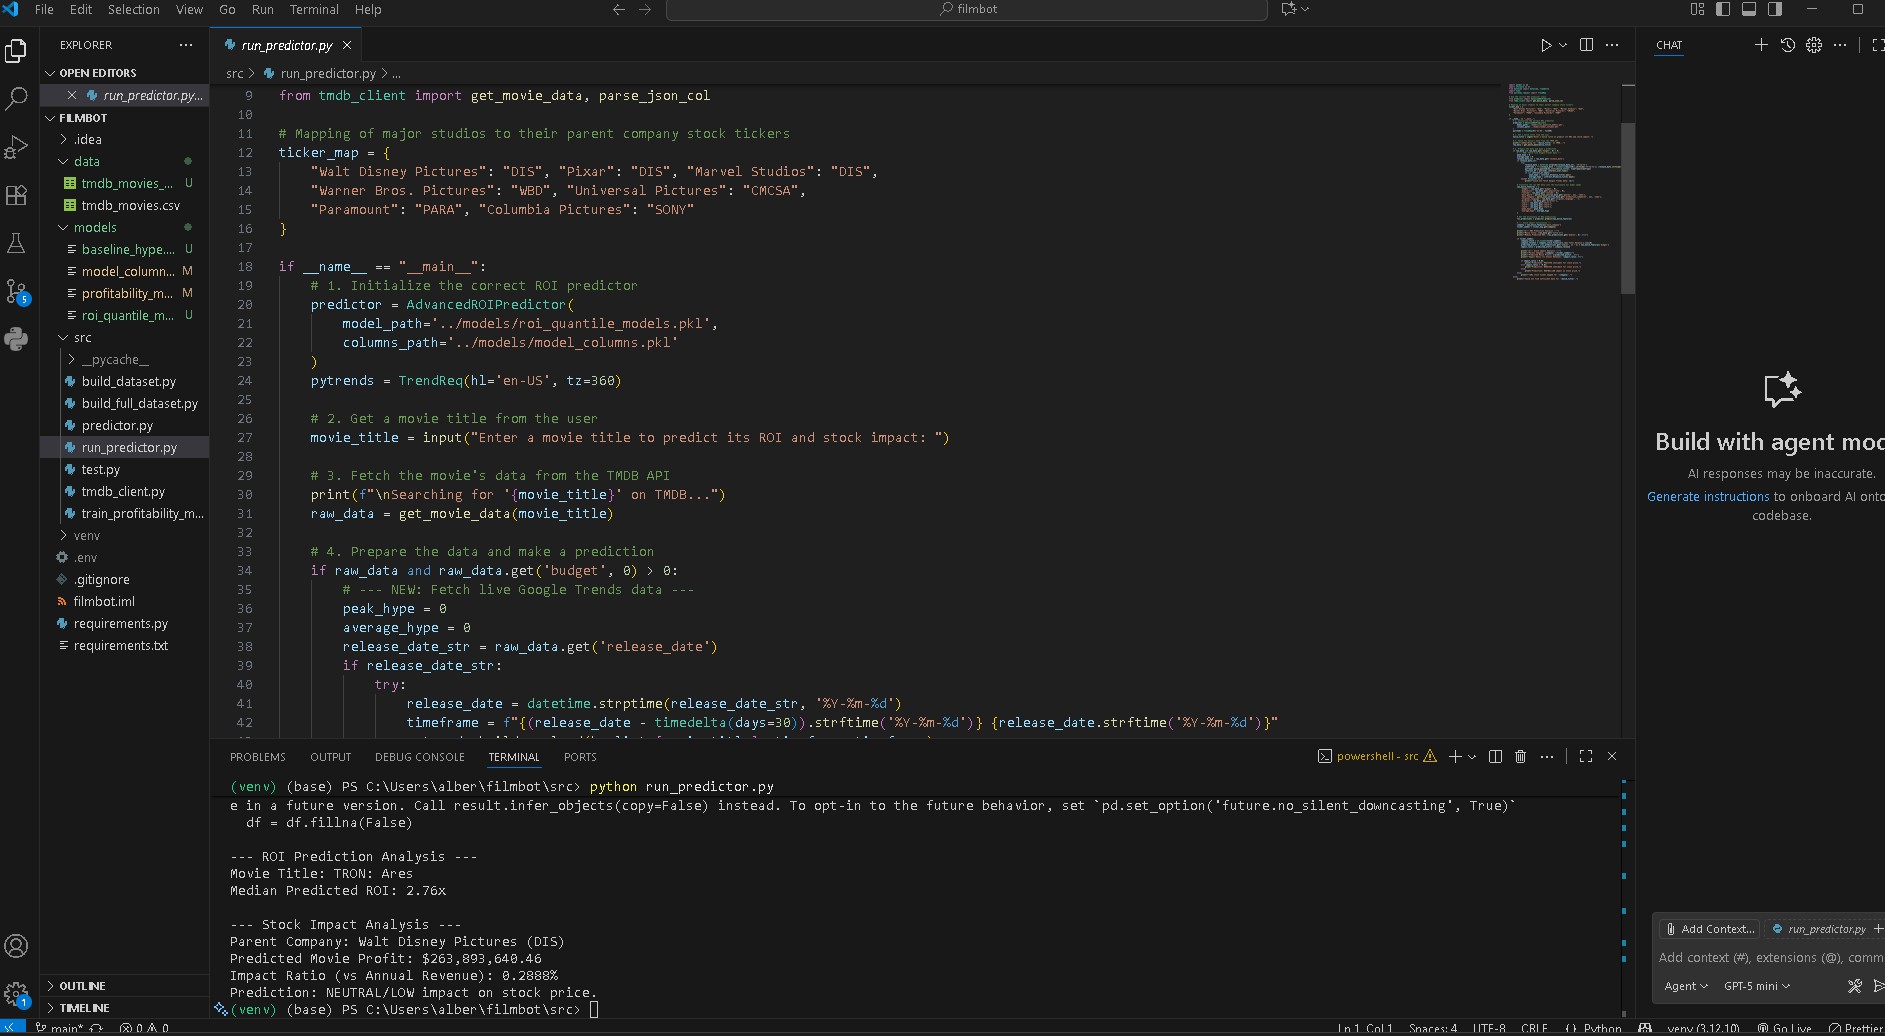 File Edit Selection View Go Run Terminal Help
filmbot
EXPLORER
OPEN EDITORS
run_predictor.py...
FILMBOT
.idea
data
tmdb_movies_... U
tmdb_movies.csv
models
baseline_hype.... U
model_column... M
profitability_m... M
roi_quantile_m... U
src
__pycache__
build_dataset.py
build_full_dataset.py
predictor.py
run_predictor.py
test.py
tmdb_client.py
train_profitability_m...
venv
.env
.gitignore
filmbot.iml
requirements.py
requirements.txt
OUTLINE
TIMELINE
5
1
run_predictor.py
src > run_predictor.py > ...
9 from tmdb_client import get_movie_data, parse_json_col
10
11 # Mapping of major studios to their parent company stock tickers
12 ticker_map = {
13 "Walt Disney Pictures": "DIS", "Pixar": "DIS", "Marvel Studios": "DIS",
14 "Warner Bros. Pictures": "WBD", "Universal Pictures": "CMCSA",
15 "Paramount": "PARA", "Columbia Pictures": "SONY"
16 }
17
18 if __name__ == "__main__":
19 # 1. Initialize the correct ROI predictor
20 predictor = AdvancedROIPredictor(
21 model_path='../models/roi_quantile_models.pkl',
22 columns_path='../models/model_columns.pkl'
23 )
24 pytrends = TrendReq(hl='en-US', tz=360)
25
26 # 2. Get a movie title from the user
27 movie_title = input("Enter a movie title to predict its ROI and stock impact: ")
28
29 # 3. Fetch the movie's data from the TMDB API
30 print(f"\nSearching for '{movie_title}' on TMDB...")
31 raw_data = get_movie_data(movie_title)
32
33 # 4. Prepare the data and make a prediction
34 if raw_data and raw_data.get('budget', 0) > 0:
35 # --- NEW: Fetch live Google Trends data ---
36 peak_hype = 0
37 average_hype = 0
38 release_date_str = raw_data.get('release_date')
39 if release_date_str:
40 try:
41 release_date = datetime.strptime(release_date_str, '%Y-%m-%d')
42 timeframe = f"{(release_date - timedelta(days=30)).strftime('%Y-%m-%d')} {release_date.strftime('%Y-%m-%d')}"
PROBLEMS OUTPUT DEBUG CONSOLE TERMINAL PORTS
powershell - src
(venv) (base) PS C:\Users\alber\filmbot\src> python run_predictor.py
e in a future version. Call result.infer_objects(copy=False) instead. To opt-in to the future behavior, set `pd.set_option('future.no_silent_downcasting', True)`
df = df.fillna(False)
--- ROI Prediction Analysis ---
Movie Title: TRON: Ares
Median Predicted ROI: 2.76x
--- Stock Impact Analysis ---
Parent Company: Walt Disney Pictures (DIS)
Predicted Movie Profit: $263,893,640.46
Impact Ratio (vs Annual Revenue): 0.2888%
Prediction: NEUTRAL/LOW impact on stock price.
(venv) (base) PS C:\Users\alber\filmbot\src>
CHAT
Build with agent mod
AI responses may be inaccurate.
Generate instructions to onboard AI onto
codebase.
Add Context... run_predictor.py
Add context (#), extensions (@), comm
Agent GPT-5 mini
main* 0 0 Ln 1, Col 1 Spaces: 4 UTF-8 CRLF {} Python venv (3.12.10) Go Live Prettier